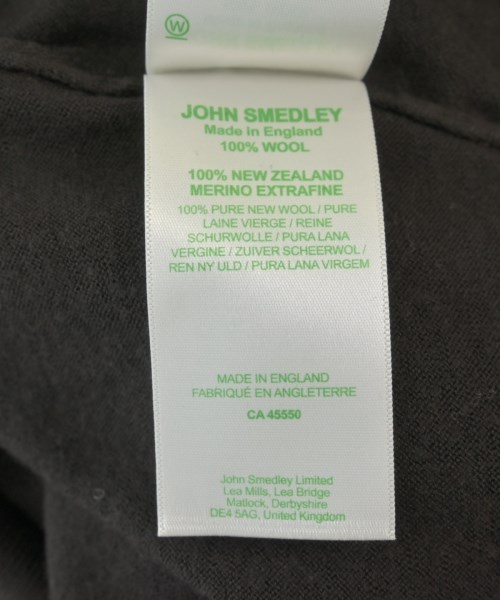 W
JOHN SMEDLEY
Made in England
100% WOOL
100% NEW ZEALAND
MERINO EXTRAFINE
100% PURE NEW WOOL / PURE
LAINE VIERGE / REINE
SCHURWOLLE / PURA LANA
VERGINE / ZUIVER SCHEERWOL /
REN NY ULD / PURA LANA VIRGEM
MADE IN ENGLAND
FABRIQUÉ EN ANGLETERRE
CA 45550
John Smedley Limited
Lea Mills, Lea Bridge
Matlock, Derbyshire
DE4 5AG, United Kingdom